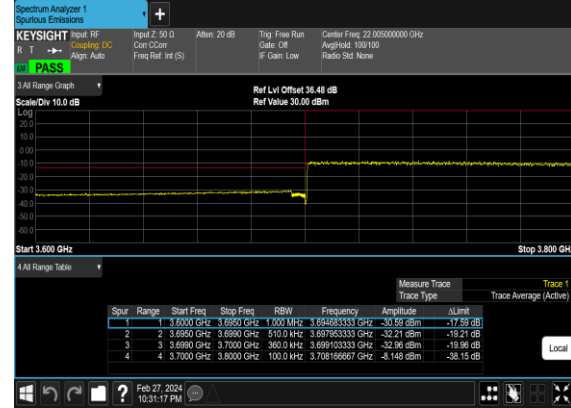 Spectrum Analyzer 1
Spurious Emissions
+
KEYSIGHT Input: RF Input Z: 50 Ω Atten: 20 dB Trig: Free Run Center Freq: 22.005000000 GHz
R T Coupling: DC Corr CCorr Gate: Off Avg|Hold: 100/100
Align: Auto Freq Ref: Int (S) IF Gain: Low Radio Std: None
LXI PASS
3 All Range Graph
Ref Lvl Offset 36.48 dB
Scale/Div 10.0 dB Ref Value 30.00 dBm
Log
20.0
10.0
0.00
-10.0
-20.0
-30.0
-40.0
-50.0
-60.0
Start 3.600 GHz Stop 3.800 GH
4 All Range Table
Measure Trace Trace 1
Trace Type Trace Average (Active)
Spur Range Start Freq Stop Freq RBW Frequency Amplitude ΔLimit
1 1 3.6000 GHz 3.6950 GHz 1.000 MHz 3.694683333 GHz -30.59 dBm -17.59 dB
2 2 3.6950 GHz 3.6990 GHz 510.0 kHz 3.697953333 GHz -32.21 dBm -19.21 dB
3 3 3.6990 GHz 3.7000 GHz 360.0 kHz 3.699103333 GHz -32.96 dBm -19.96 dB
4 4 3.7000 GHz 3.8000 GHz 100.0 kHz 3.708166667 GHz -8.148 dBm -38.15 dB
Local
?
Feb 27, 2024
10:31:17 PM